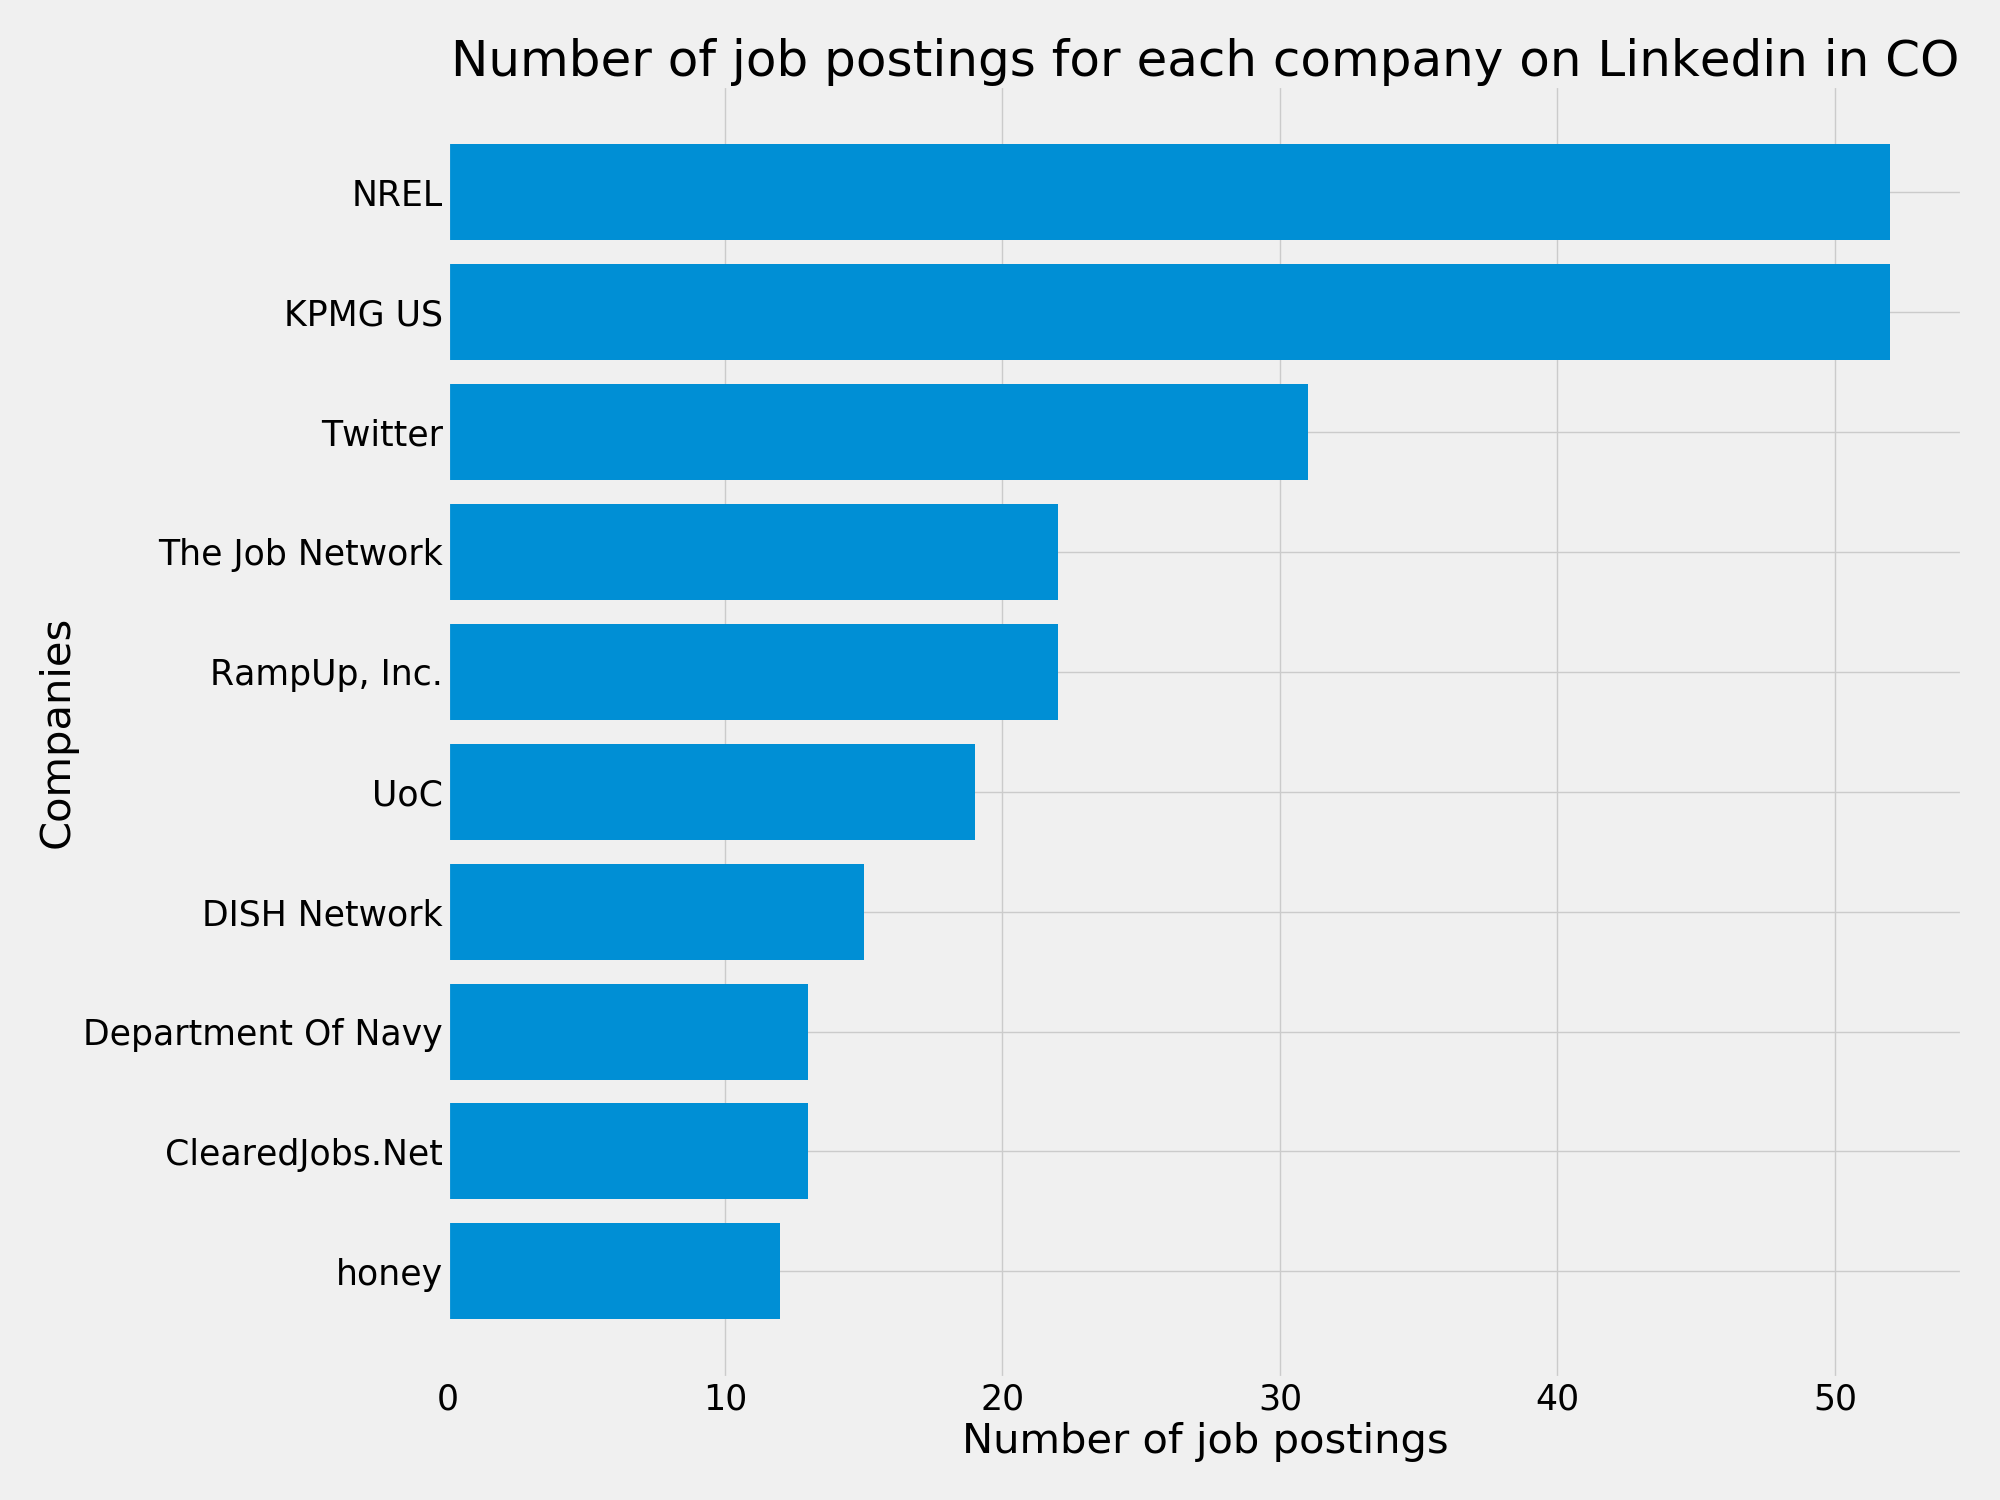 Number of job postings for each company on Linkedin in CO
Companies
NREL
KPMG US
Twitter
The Job Network
RampUp, Inc.
UoC
DISH Network
Department Of Navy
ClearedJobs.Net
honey
0 10 20 30 40 50
Number of job postings